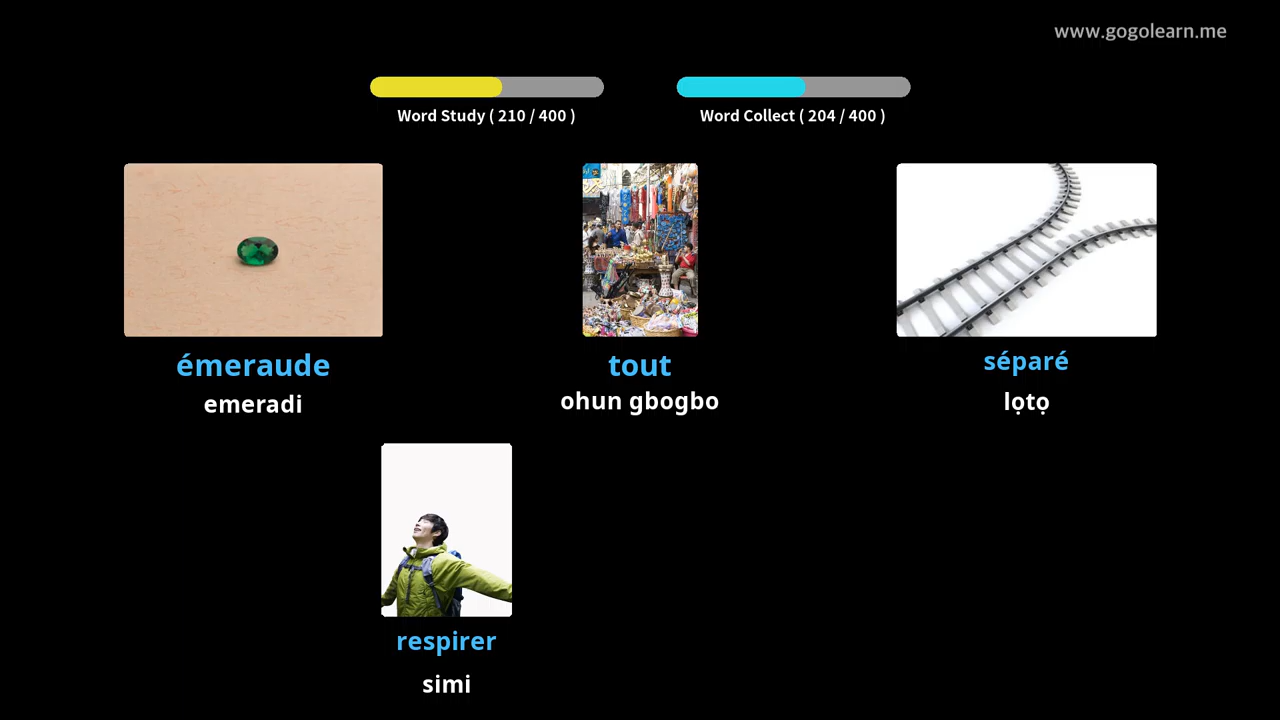 www.gogolearn.me
Word Study ( 210 / 400 )
Word Collect ( 204 / 400 )
émeraude
emeradi
tout
ohun gbogbo
séparé
lọtọ
respirer
simi